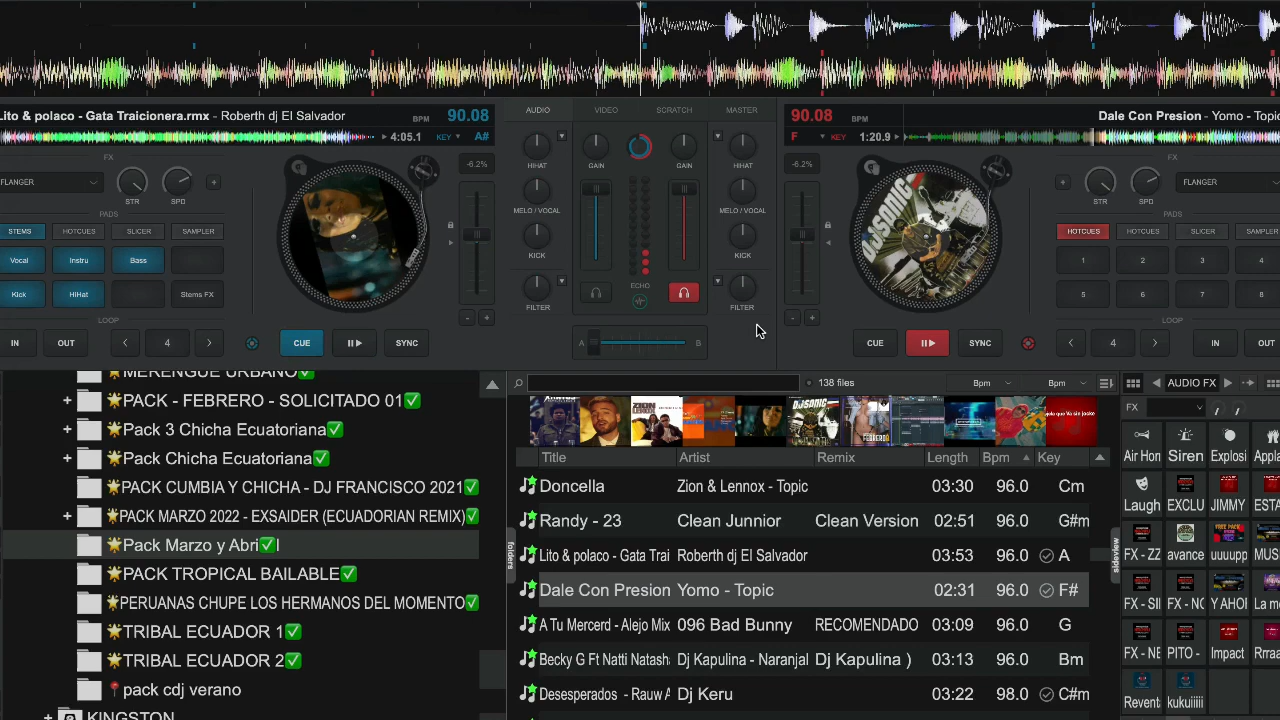 Lito & polaco - Gata Traicionera.rmx - Roberth dj El Salvador
BPM 90.08
4:05.1 KEY A#
-6.2%
FX
FLANGER
STR SPD
PADS
STEMS HOTCUES SLICER SAMPLER
Vocal Instru Bass
Kick HiHat Stems FX
LOOP
IN OUT 4 CUE SYNC
AUDIO VIDEO SCRATCH MASTER
HIHAT GAIN GAIN HIHAT
MELO / VOCAL MELO / VOCAL
KICK KICK
ECHO
FILTER FILTER
A B
90.08 BPM
Dale Con Presion - Yomo - Topic
F KEY 1:20.9
-6.2%
FX
STR SPD
FLANGER
PADS
HOTCUES HOTCUES SLICER SAMPLER
1 2 3 4
5 6 7 8
LOOP
CUE SYNC 4 IN OUT
MERENGUE URBANO
PACK - FEBRERO - SOLICITADO 01
Pack 3 Chicha Ecuatoriana
Pack Chicha Ecuatoriana
PACK CUMBIA Y CHICHA - DJ FRANCISCO 2021
PACK MARZO 2022 - EXSAIDER (ECUADORIAN REMIX)
Pack Marzo y Abril
PACK TROPICAL BAILABLE
PERUANAS CHUPE LOS HERMANOS DEL MOMENTO
TRIBAL ECUADOR 1
TRIBAL ECUADOR 2
pack cdj verano
KINGSTON
folders
138 files
Bpm Bpm
Title Artist Remix Length Bpm Key
Doncella Zion & Lennox - Topic 03:30 96.0 Cm
Randy - 23 Clean Junnior Clean Version 02:51 96.0 G#m
Lito & polaco - Gata Trai Roberth dj El Salvador 03:53 96.0 A
Dale Con Presion Yomo - Topic 02:31 96.0 F#
A Tu Mercerd - Alejo Mix 096 Bad Bunny RECOMENDADO 03:09 96.0 G
Becky G Ft Natti Natash Dj Kapulina - Naranjal Dj Kapulina ) 03:13 96.0 Bm
Desesperados - Rauw A Dj Keru 03:22 98.0 C#m
sideview
AUDIO FX
FX
Air Hon Siren Explosi Appla
Laugh EXCLU JIMMY ESTA
FX - ZZ avance uuuupp
FX - SII FX - NC Y AHOI La m
FX - NE PITO - Impact Rrraa
Revent kukuiiiii